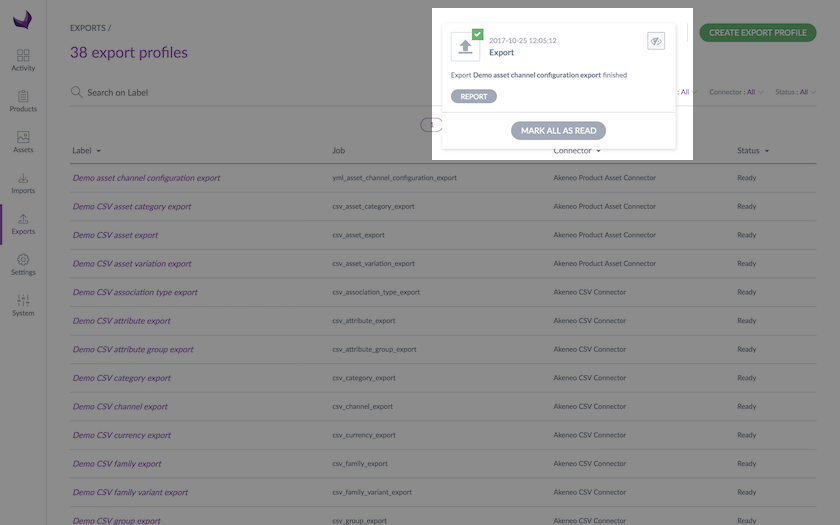 EXPORTS /
38 export profiles
CREATE EXPORT PROFILE
2017-10-25 12:05:12
Export
Export Demo asset channel configuration export finished
REPORT
MARK ALL AS READ
Activity
Products
Assets
Imports
Exports
Settings
System
Search on Label
: All Connector : All Status : All
1
Label Job Connector Status
Demo asset channel configuration export yml_asset_channel_configuration_export Akeneo Product Asset Connector Ready
Demo CSV asset category export csv_asset_category_export Akeneo Product Asset Connector Ready
Demo CSV asset export csv_asset_export Akeneo Product Asset Connector Ready
Demo CSV asset variation export csv_asset_variation_export Akeneo Product Asset Connector Ready
Demo CSV association type export csv_association_type_export Akeneo CSV Connector Ready
Demo CSV attribute export csv_attribute_export Akeneo CSV Connector Ready
Demo CSV attribute group export csv_attribute_group_export Akeneo CSV Connector Ready
Demo CSV category export csv_category_export Akeneo CSV Connector Ready
Demo CSV channel export csv_channel_export Akeneo CSV Connector Ready
Demo CSV currency export csv_currency_export Akeneo CSV Connector Ready
Demo CSV family export csv_family_export Akeneo CSV Connector Ready
Demo CSV family variant export csv_family_variant_export Akeneo CSV Connector Ready
Demo CSV group export csv_group_export Akeneo CSV Connector Ready